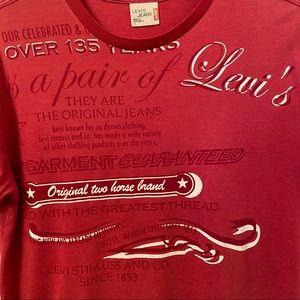 LEVI'S
JEANS
OUR CELEBRATED &
OVER 135 YEARS
s a pair of Levi's
THEY ARE
THE ORIGINAL JEANS
best known for its denim clothing,
levi strauss and co. has made a wide variety
of other clothing products over the years.
GARMENT GUARANTEED
Original two horse brand
ED WITH THE GREATEST THREAD.
SUCCESS.
LEVI STRAUSS AND CO.
SINCE 1853